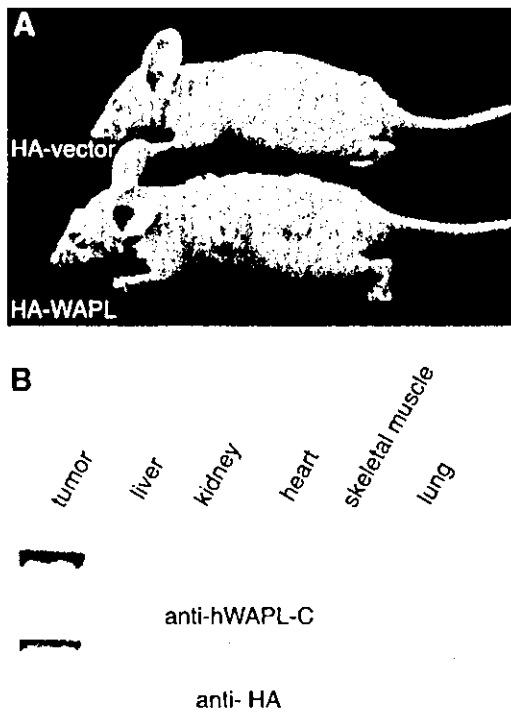 A
HA-vector
HA-WAPL
B
tumor
liver
kidney
heart
skeletal muscle
lung
anti-hWAPL-C
anti- HA